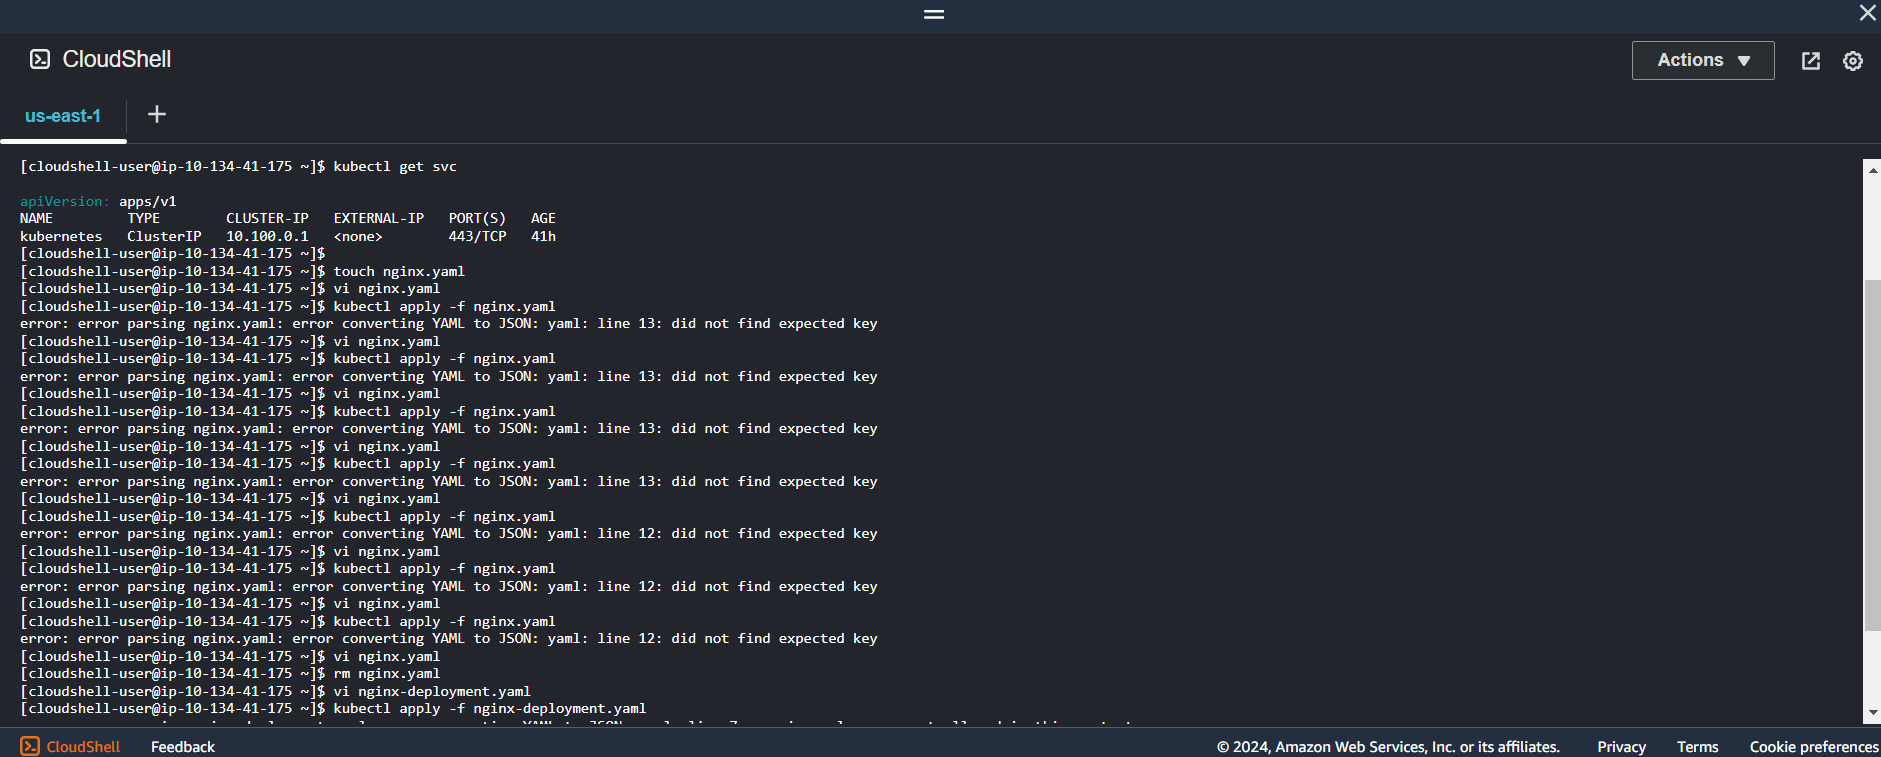 CloudShell
Actions
us-east-1
[cloudshell-user@ip-10-134-41-175 ~]$ kubectl get svc
apiVersion: apps/v1
NAME TYPE CLUSTER-IP EXTERNAL-IP PORT(S) AGE
kubernetes ClusterIP 10.100.0.1 <none> 443/TCP 41h
[cloudshell-user@ip-10-134-41-175 ~]$
[cloudshell-user@ip-10-134-41-175 ~]$ touch nginx.yaml
[cloudshell-user@ip-10-134-41-175 ~]$ vi nginx.yaml
[cloudshell-user@ip-10-134-41-175 ~]$ kubectl apply -f nginx.yaml
error: error parsing nginx.yaml: error converting YAML to JSON: yaml: line 13: did not find expected key
[cloudshell-user@ip-10-134-41-175 ~]$ vi nginx.yaml
[cloudshell-user@ip-10-134-41-175 ~]$ kubectl apply -f nginx.yaml
error: error parsing nginx.yaml: error converting YAML to JSON: yaml: line 13: did not find expected key
[cloudshell-user@ip-10-134-41-175 ~]$ vi nginx.yaml
[cloudshell-user@ip-10-134-41-175 ~]$ kubectl apply -f nginx.yaml
error: error parsing nginx.yaml: error converting YAML to JSON: yaml: line 13: did not find expected key
[cloudshell-user@ip-10-134-41-175 ~]$ vi nginx.yaml
[cloudshell-user@ip-10-134-41-175 ~]$ kubectl apply -f nginx.yaml
error: error parsing nginx.yaml: error converting YAML to JSON: yaml: line 13: did not find expected key
[cloudshell-user@ip-10-134-41-175 ~]$ vi nginx.yaml
[cloudshell-user@ip-10-134-41-175 ~]$ kubectl apply -f nginx.yaml
error: error parsing nginx.yaml: error converting YAML to JSON: yaml: line 12: did not find expected key
[cloudshell-user@ip-10-134-41-175 ~]$ vi nginx.yaml
[cloudshell-user@ip-10-134-41-175 ~]$ kubectl apply -f nginx.yaml
error: error parsing nginx.yaml: error converting YAML to JSON: yaml: line 12: did not find expected key
[cloudshell-user@ip-10-134-41-175 ~]$ vi nginx.yaml
[cloudshell-user@ip-10-134-41-175 ~]$ kubectl apply -f nginx.yaml
error: error parsing nginx.yaml: error converting YAML to JSON: yaml: line 12: did not find expected key
[cloudshell-user@ip-10-134-41-175 ~]$ vi nginx.yaml
[cloudshell-user@ip-10-134-41-175 ~]$ rm nginx.yaml
[cloudshell-user@ip-10-134-41-175 ~]$ vi nginx-deployment.yaml
[cloudshell-user@ip-10-134-41-175 ~]$ kubectl apply -f nginx-deployment.yaml
CloudShell Feedback © 2024, Amazon Web Services, Inc. or its affiliates. Privacy Terms Cookie preferences